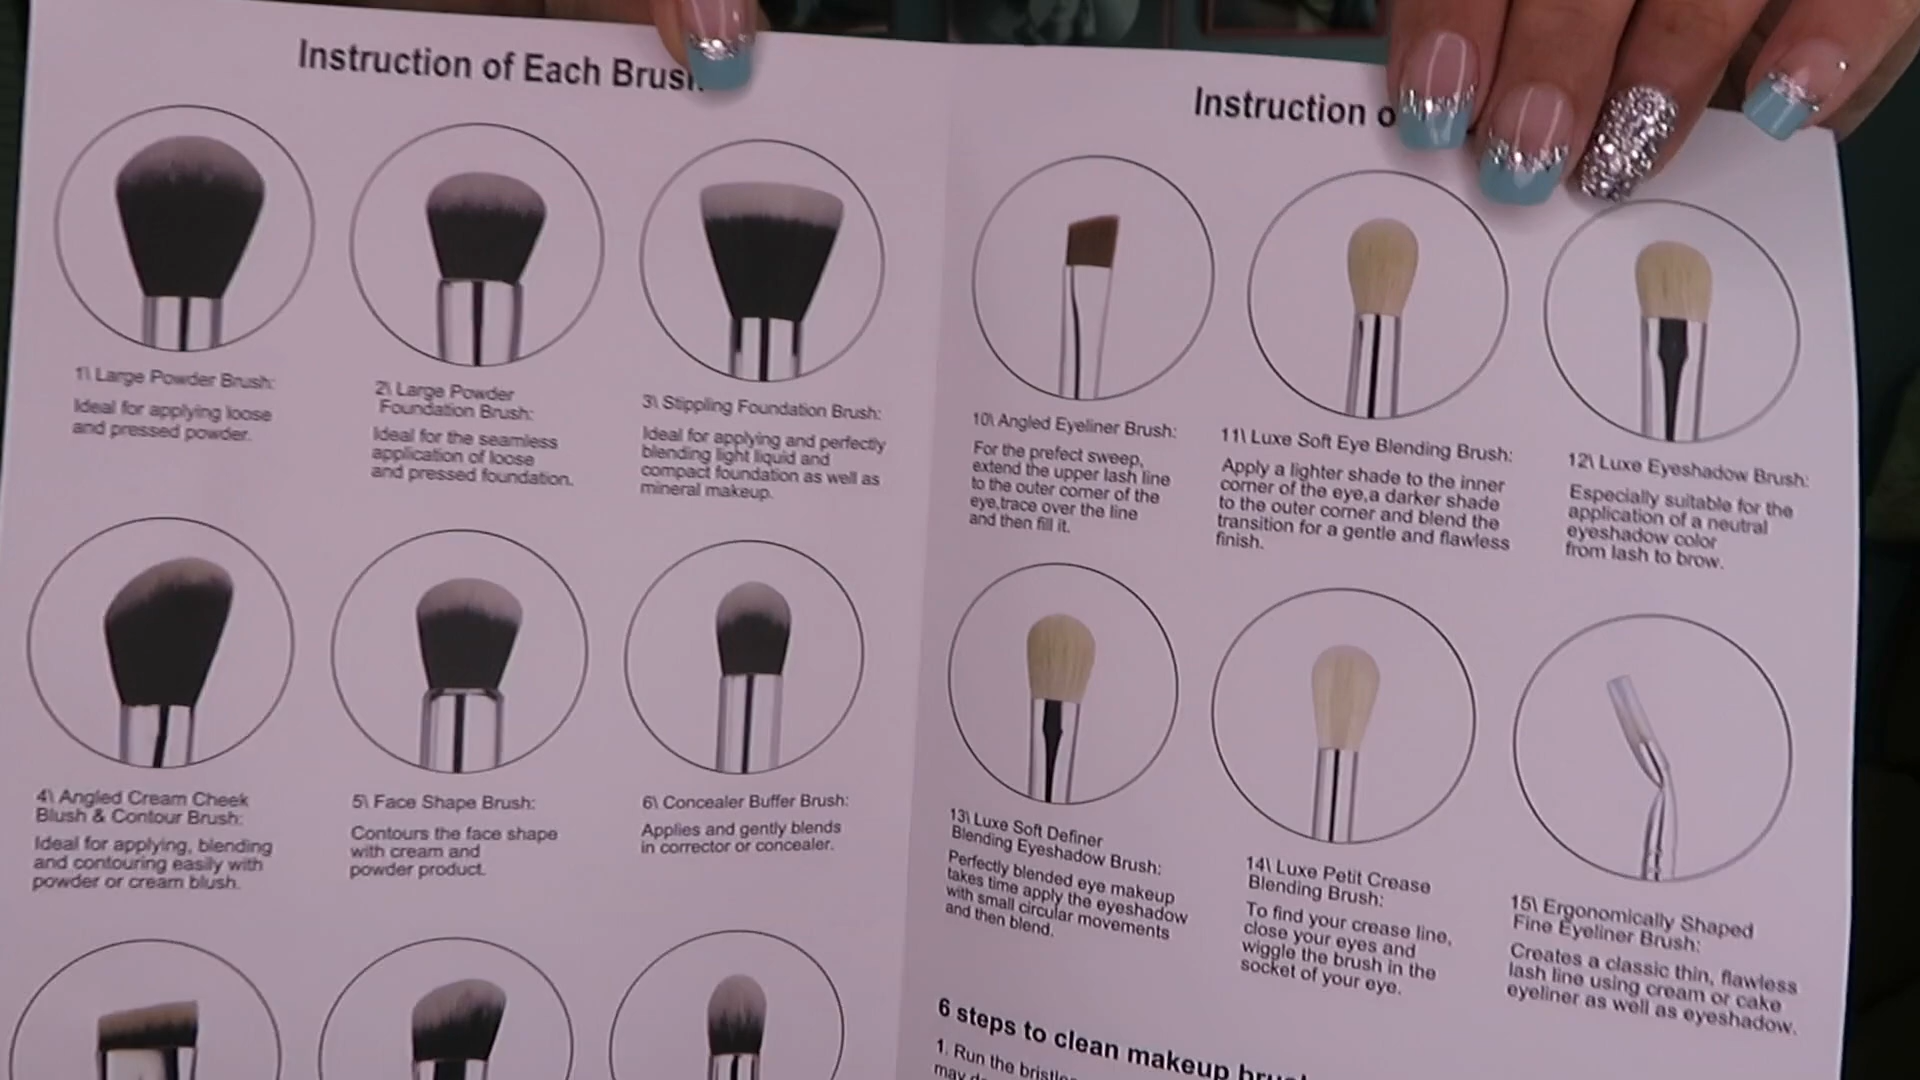 Instruction of Each Brush
1\ Large Powder Brush:
Ideal for applying loose
and pressed powder.
2\ Large Powder
Foundation Brush:
Ideal for the seamless
application of loose
and pressed foundation.
3\ Stippling Foundation Brush:
Ideal for applying and perfectly
blending light liquid and
compact foundation as well as
mineral makeup.
4\ Angled Cream Cheek
Blush & Contour Brush:
Ideal for applying, blending
and contouring easily with
powder or cream blush.
5\ Face Shape Brush:
Contours the face shape
with cream and
powder product.
6\ Concealer Buffer Brush:
Applies and gently blends
in corrector or concealer.
Instruction o
10\ Angled Eyeliner Brush:
For the prefect sweep,
extend the upper lash line
to the outer corner of the
eye,trace over the line
and then fill it.
11\ Luxe Soft Eye Blending Brush:
Apply a lighter shade to the inner
corner of the eye,a darker shade
to the outer corner and blend the
transition for a gentle and flawless
finish.
12\ Luxe Eyeshadow Brush:
Especially suitable for the
application of a neutral
eyeshadow color
from lash to brow.
13\ Luxe Soft Definer
Blending Eyeshadow Brush:
Perfectly blended eye makeup
takes time apply the eyeshadow
with small circular movements
and then blend.
14\ Luxe Petit Crease
Blending Brush:
To find your crease line,
close your eyes and
wiggle the brush in the
socket of your eye.
15\ Ergonomically Shaped
Fine Eyeliner Brush:
Creates a classic thin, flawless
lash line using cream or cake
eyeliner as well as eyeshadow.
6 steps to clean makeup
1. Run the
may